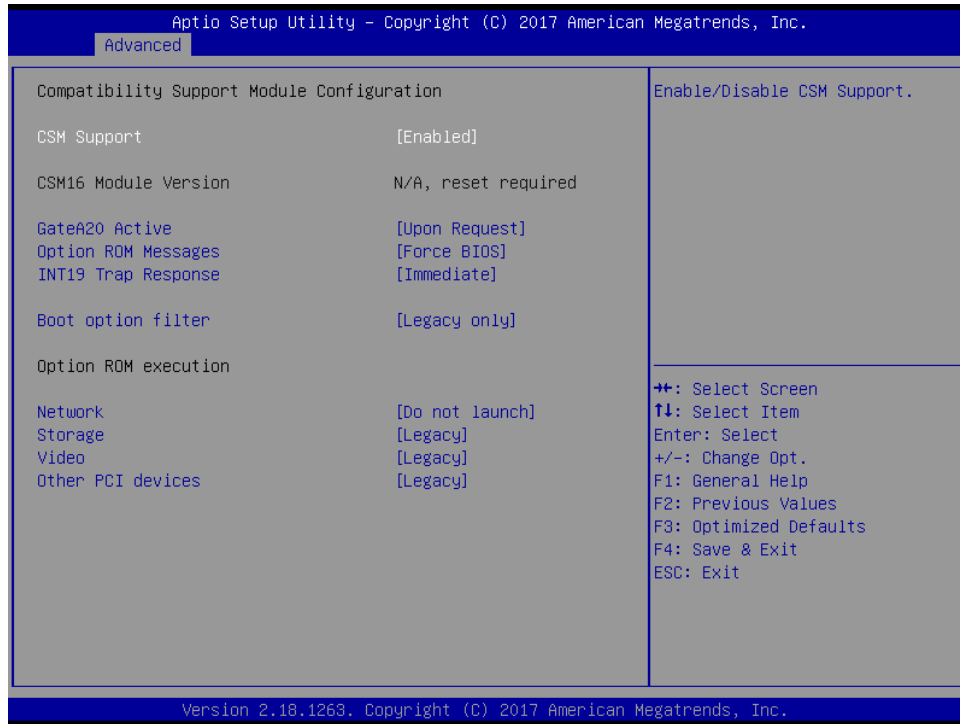 Aptio Setup Utility – Copyright (C) 2017 American Megatrends, Inc.
Advanced
Compatibility Support Module Configuration
CSM Support [Enabled]
CSM16 Module Version N/A, reset required
GateA20 Active [Upon Request]
Option ROM Messages [Force BIOS]
INT19 Trap Response [Immediate]
Boot option filter [Legacy only]
Option ROM execution
Network [Do not launch]
Storage [Legacy]
Video [Legacy]
Other PCI devices [Legacy]
Enable/Disable CSM Support.
→←: Select Screen
↑↓: Select Item
Enter: Select
+/-: Change Opt.
F1: General Help
F2: Previous Values
F3: Optimized Defaults
F4: Save & Exit
ESC: Exit
Version 2.18.1263. Copyright (C) 2017 American Megatrends, Inc.